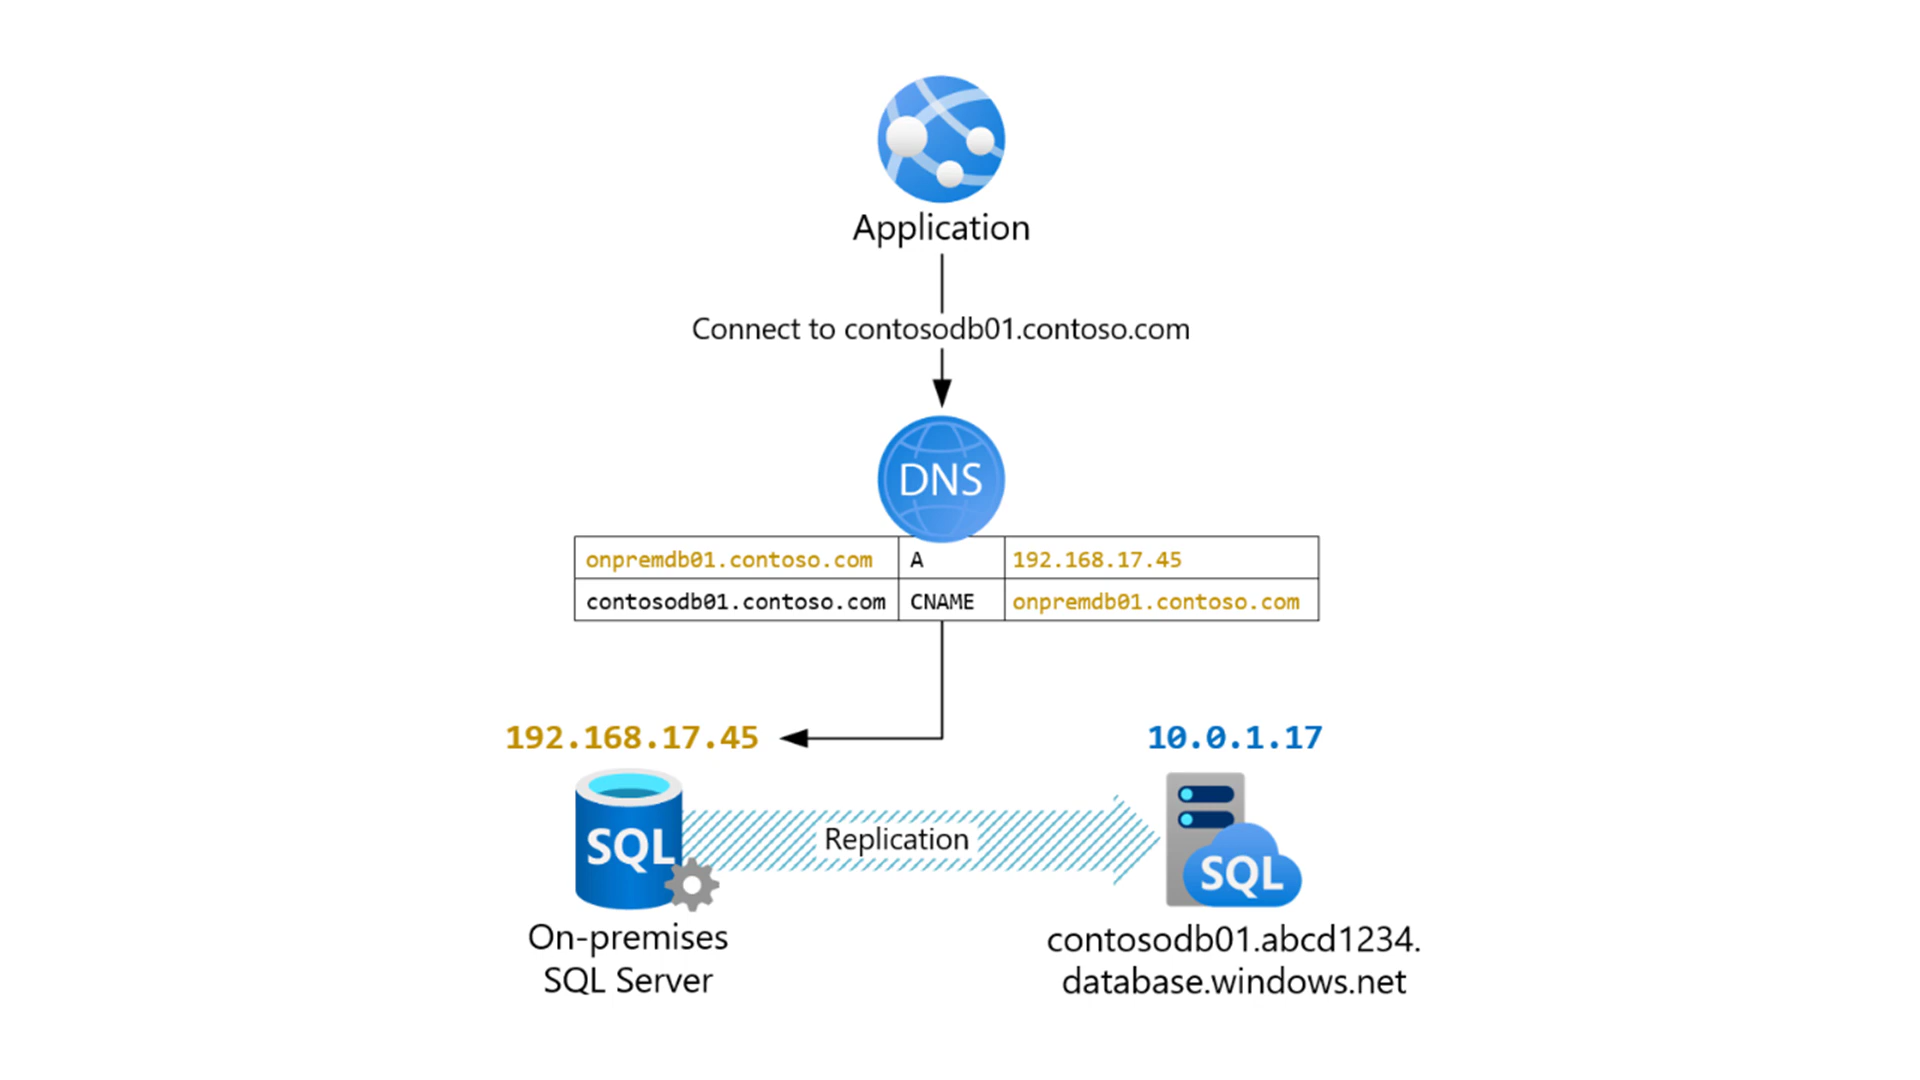 Application
Connect to contosodb01.contoso.com
DNS
onpremdb01.contoso.com A 192.168.17.45
contosodb01.contoso.com CNAME onpremdb01.contoso.com
192.168.17.45
10.0.1.17
SQL
Replication
SQL
On-premises
SQL Server
contosodb01.abcd1234.
database.windows.net